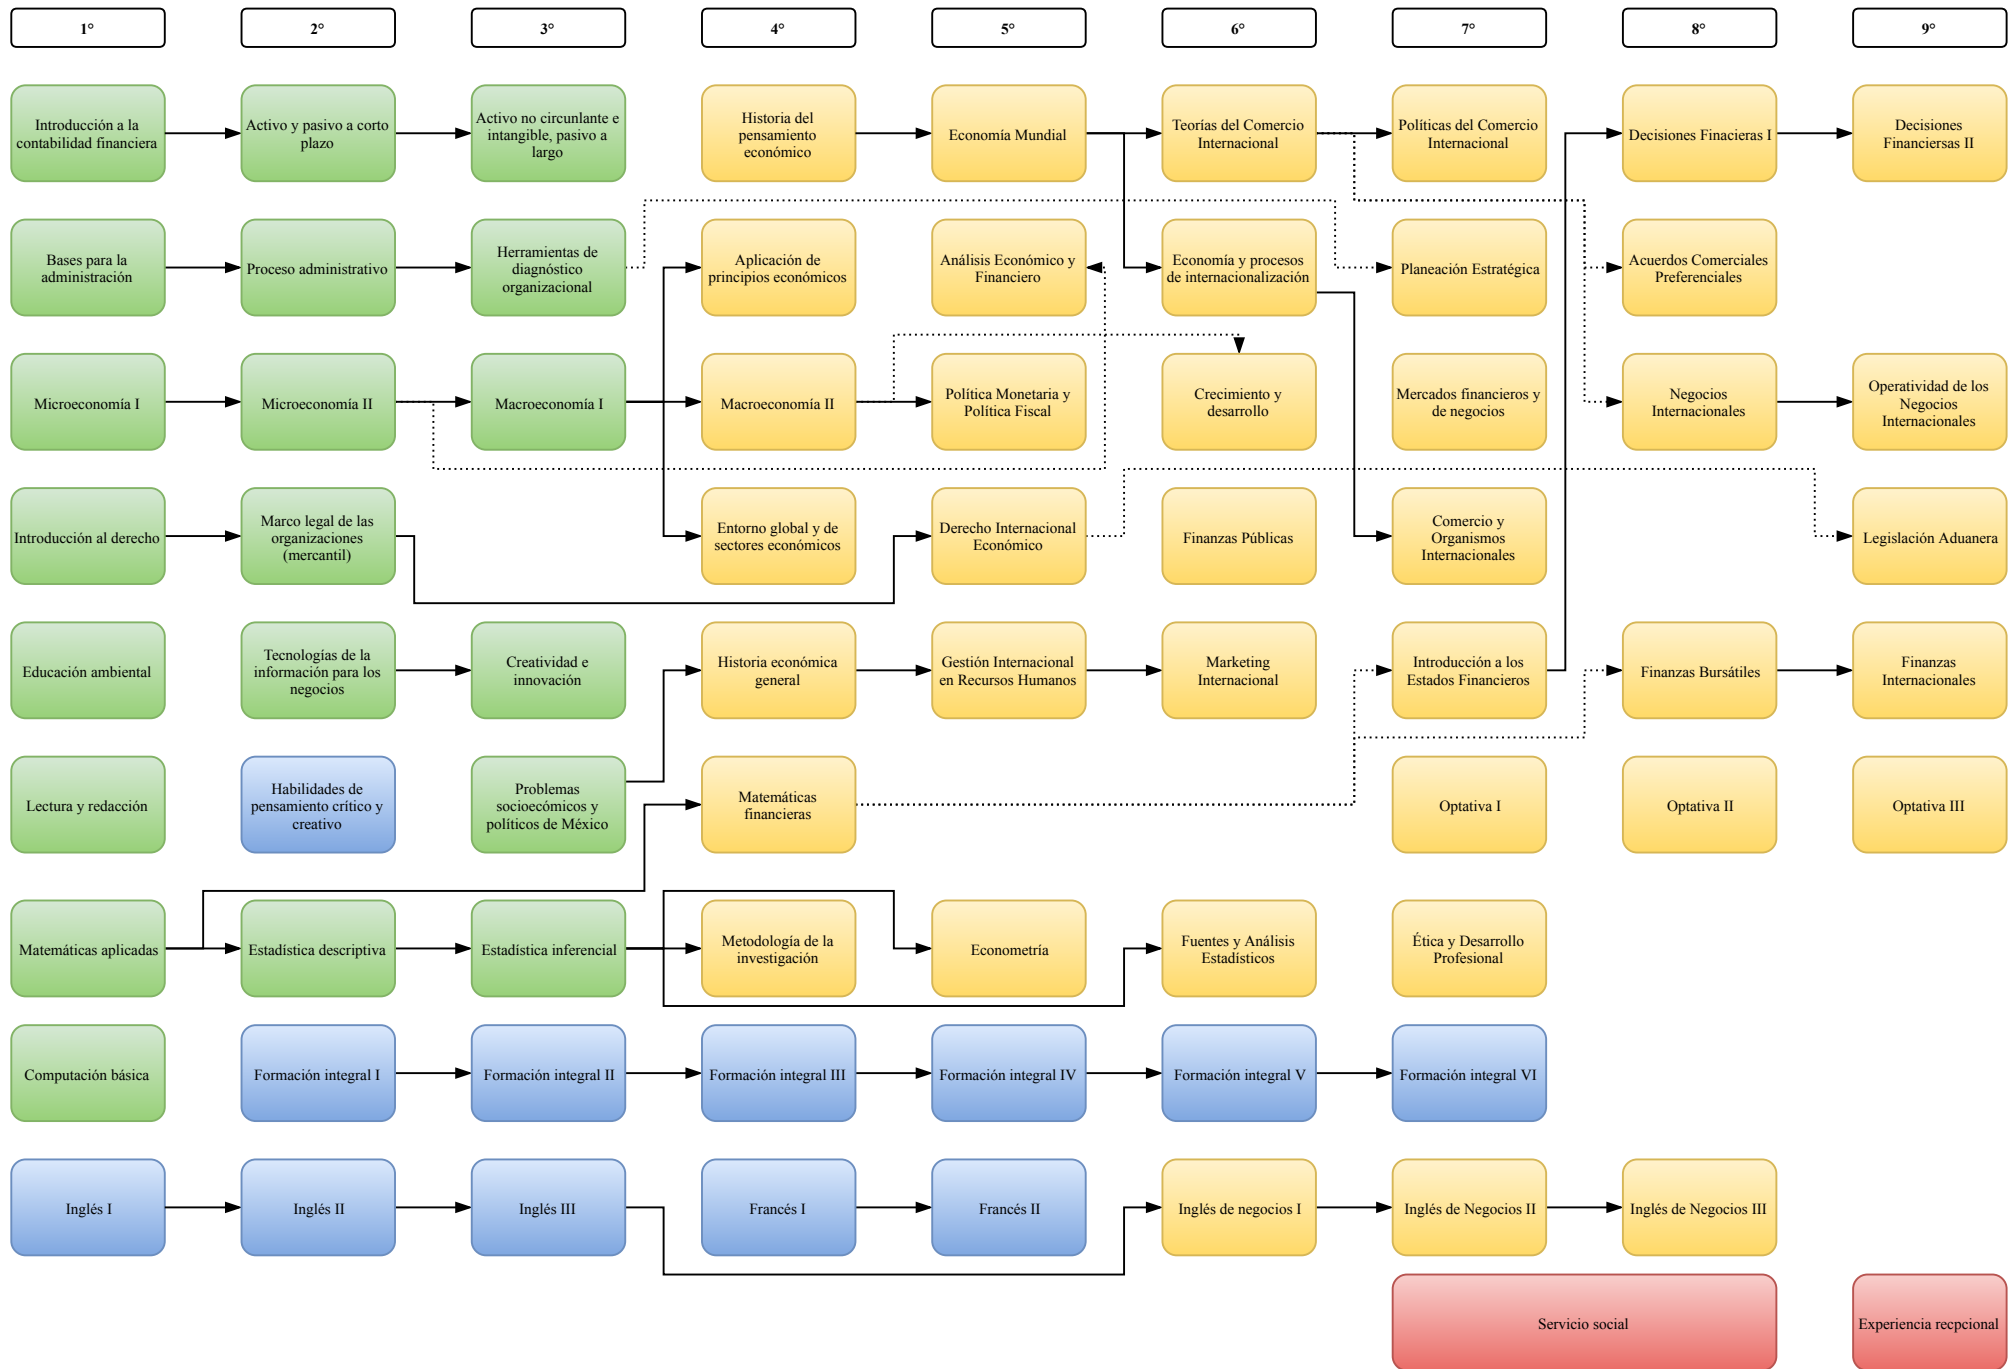 1°
2°
3°
4°
5°
6°
7°
8°
9°
Introducción a la
contabilidad financiera
Activo y pasivo a corto
plazo
Activo no circunlante e
intangible, pasivo a
largo
Historia del
pensamiento
económico
Economía Mundial
Teorías del Comercio
Internacional
Políticas del Comercio
Internacional
Decisiones Finacieras I
Decisiones
Financiersas II
Bases para la
administración
Proceso administrativo
Herramientas de
diagnóstico
organizacional
Aplicación de
principios económicos
Análisis Económico y
Financiero
Economía y procesos
de internacionalización
Planeación Estratégica
Acuerdos Comerciales
Preferenciales
Microeconomía I
Microeconomía II
Macroeconomía I
Macroeconomía II
Política Monetaria y
Política Fiscal
Crecimiento y
desarrollo
Mercados financieros y
de negocios
Negocios
Internacionales
Operatividad de los
Negocios
Internacionales
Introducción al derecho
Marco legal de las
organizaciones
(mercantil)
Entorno global y de
sectores económicos
Derecho Internacional
Económico
Finanzas Públicas
Comercio y
Organismos
Internacionales
Legislación Aduanera
Educación ambiental
Tecnologías de la
información para los
negocios
Creatividad e
innovación
Historia económica
general
Gestión Internacional
en Recursos Humanos
Marketing
Internacional
Introducción a los
Estados Financieros
Finanzas Bursátiles
Finanzas
Internacionales
Lectura y redacción
Habilidades de
pensamiento crítico y
creativo
Problemas
socioecómicos y
políticos de México
Matemáticas
financieras
Optativa I
Optativa II
Optativa III
Matemáticas aplicadas
Estadística descriptiva
Estadística inferencial
Metodología de la
investigación
Econometría
Fuentes y Análisis
Estadísticos
Ética y Desarrollo
Profesional
Computación básica
Formación integral I
Formación integral II
Formación integral III
Formación integral IV
Formación integral V
Formación integral VI
Inglés I
Inglés II
Inglés III
Francés I
Francés II
Inglés de negocios I
Inglés de Negocios II
Inglés de Negocios III
Servicio social
Experiencia recpcional